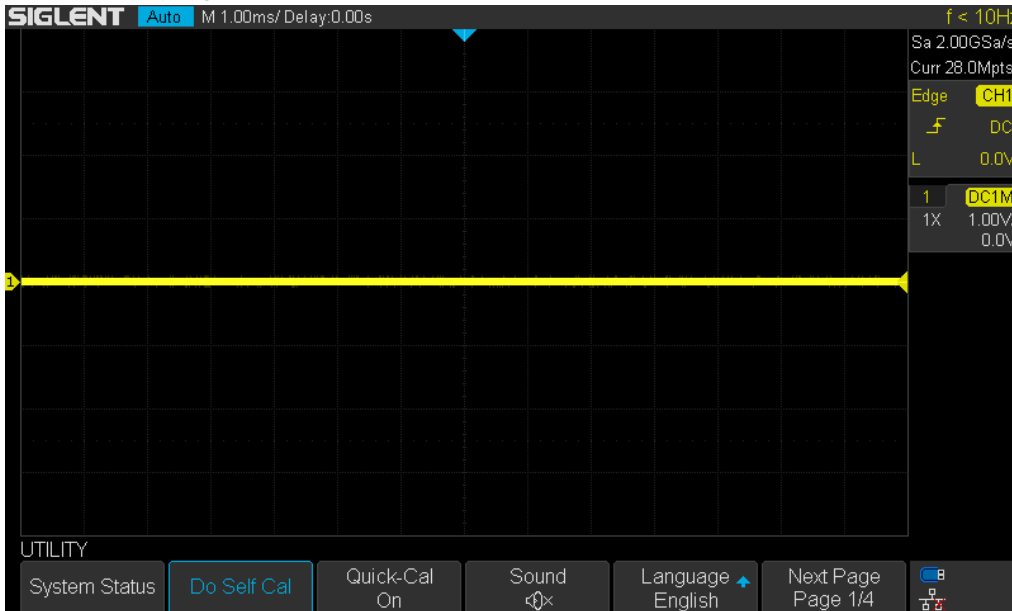 SIGLENT Auto M 1.00ms/ Delay:0.00s f < 10Hz
Sa 2.00GSa/s
Curr 28.0Mpts
Edge CH1
DC
L 0.0V
1 DC1M
1X 1.00V/
0.0V
1
UTILITY
System Status Do Self Cal Quick-Cal Sound Language Next Page
On English Page 1/4